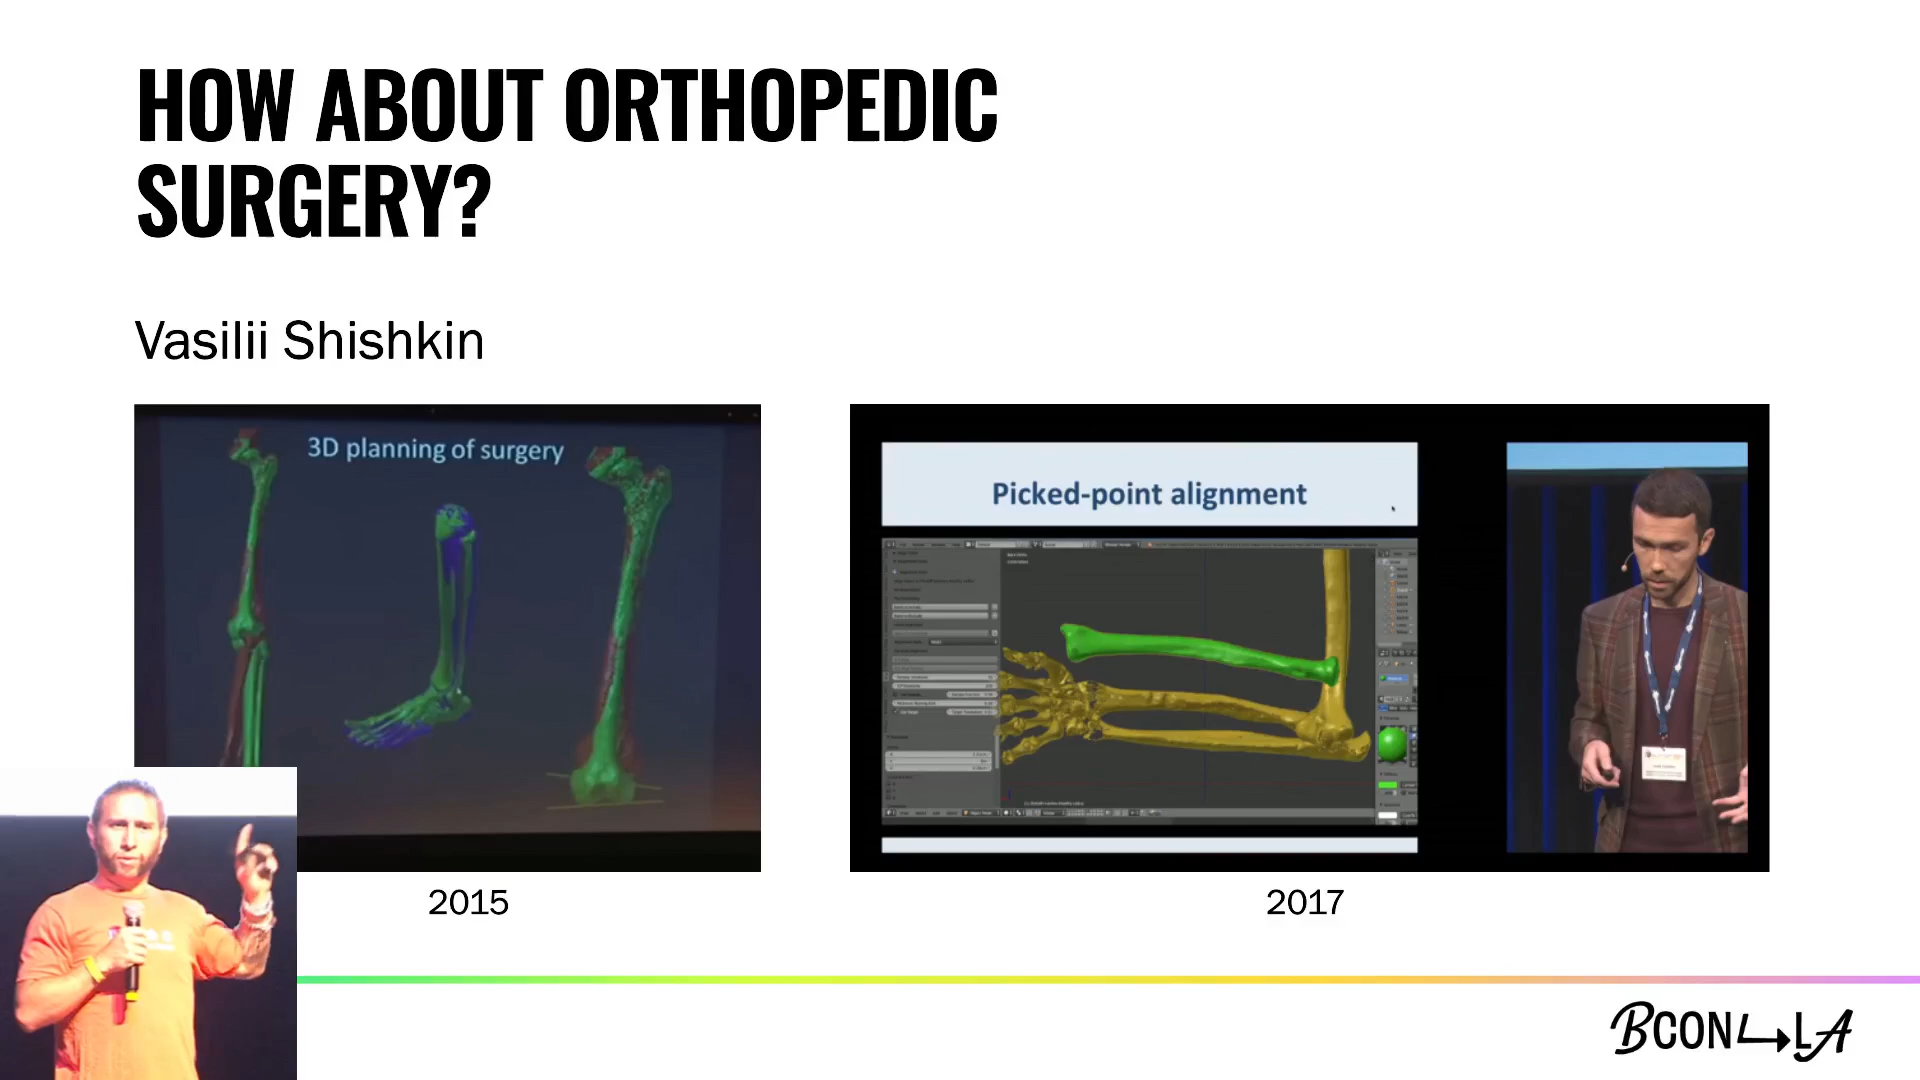 HOW ABOUT ORTHOPEDIC
SURGERY?
Vasilii Shishkin
3D planning of surgery
Picked-point alignment
2015
2017
BCON LA